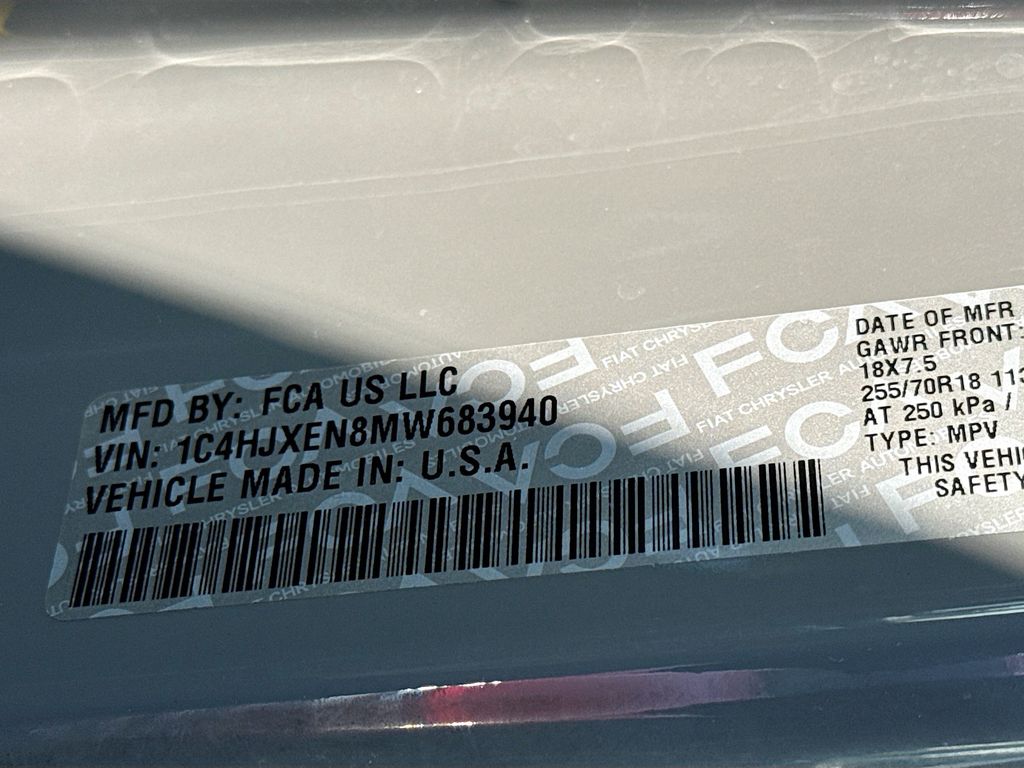 MFD BY: FCA US LLC
VIN: 1C4HJXEN8MW683940
VEHICLE MADE IN: U.S.A.
DATE OF MFR
GAWR FRONT:
18X7.5
255/70R18 113
AT 250 kPa /
TYPE: MPV
THIS VEHI
SAFETY